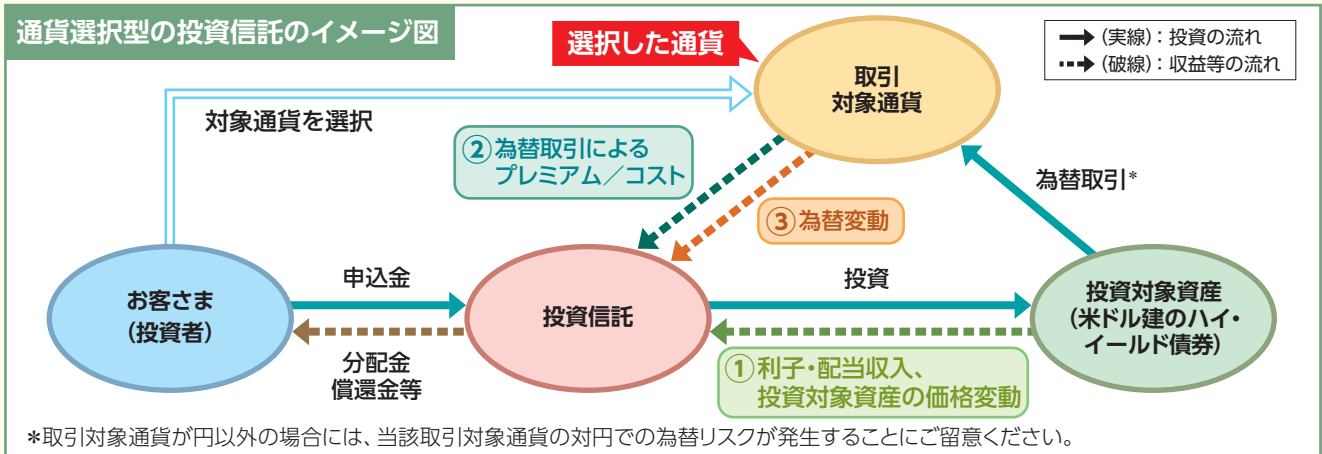 通貨選択型の投資信託のイメージ図
選択した通貨
(実線)：投資の流れ
(破線)：収益等の流れ
取引
対象通貨
対象通貨を選択
②為替取引による
プレミアム／コスト
為替取引*
③為替変動
お客さま
(投資者)
申込金
分配金
償還金等
投資信託
投資
①利子・配当収入、
投資対象資産の価格変動
投資対象資産
(米ドル建のハイ・
イールド債券)
*取引対象通貨が円以外の場合には、当該取引対象通貨の対円での為替リスクが発生することにご留意ください。